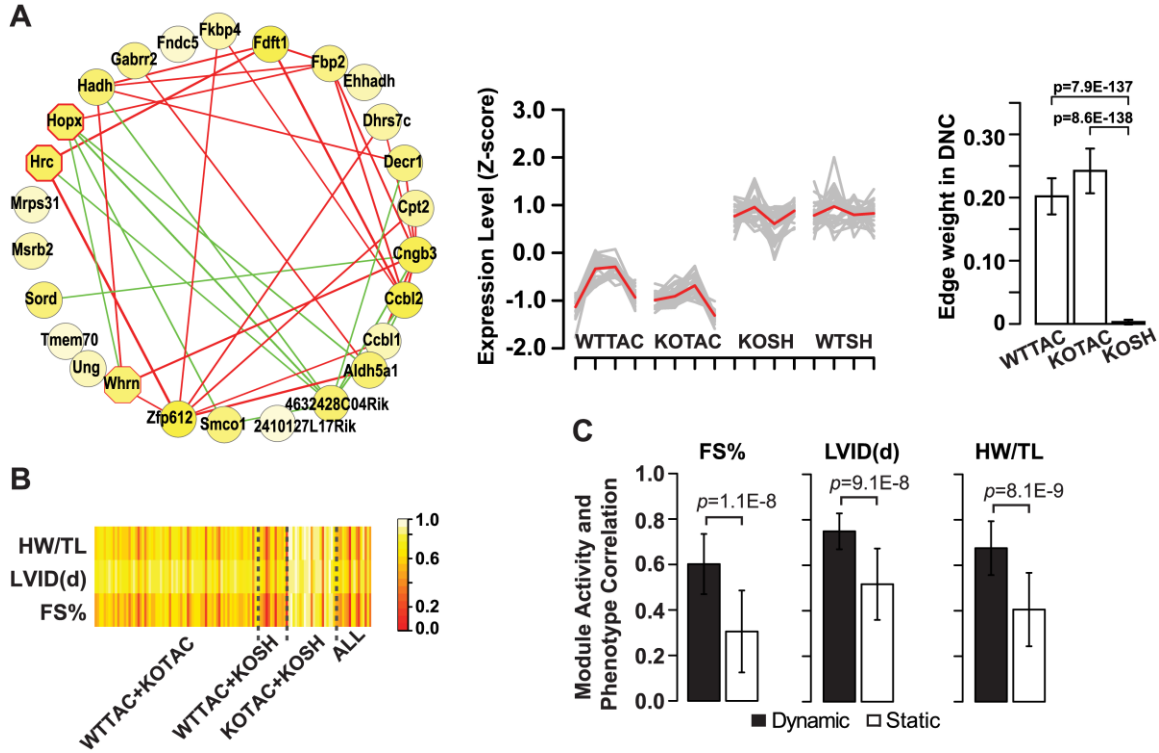 A
Fkbp4
Fndc5
Fdft1
Gabrr2
Fbp2
Hadh
Ehhadh
Hopx
Dhrs7c
Hrc
Decr1
Mrps31
Cpt2
Msrb2
Cngb3
Sord
Ccbl2
Tmem70
Ccbl1
Ung
Aldh5a1
Whrn
4632428C04Rik
Zfp612
Smco1
2410127L17Rik
Expression Level (Z-score)
3.0
2.0
1.0
0.0
-1.0
-2.0
WTTAC KOTAC KOSH WTSH
p=7.9E-137
p=8.6E-138
Edge weight in DNC
0.30
0.20
0.10
0
WTTAC
KOTAC
KOSH
B
HW/TL
LVID(d)
FS%
1.0
0.8
0.6
0.4
0.2
0.0
WTTAC+KOTAC
WTTAC+KOSH
KOTAC+KOSH
ALL
C
FS% LVID(d) HW/TL
Module Activity and
Phenotype Correlation
1.0
0.8
0.6
0.4
0.2
0.0
p=1.1E-8
p=9.1E-8
p=8.1E-9
Dynamic Static